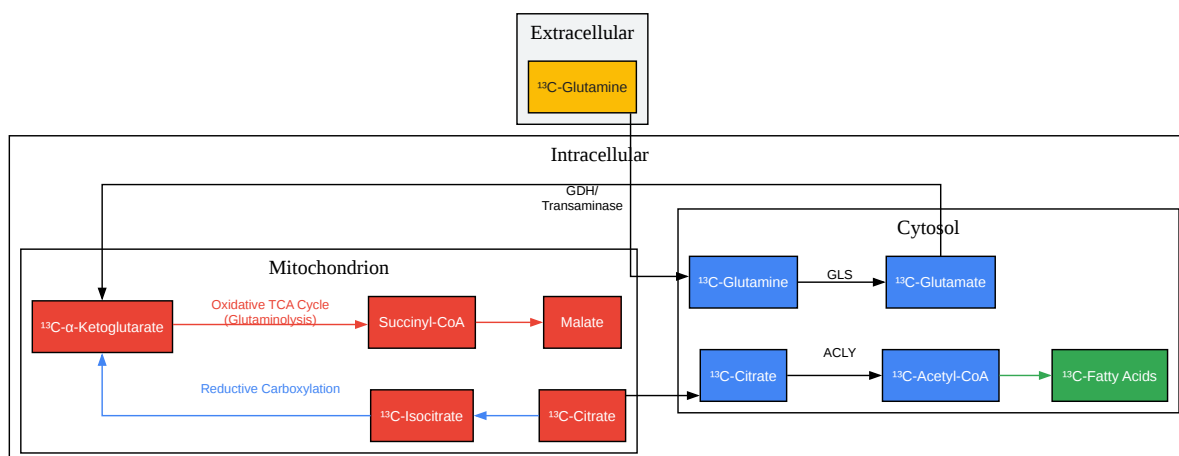 Extracellular
¹³C-Glutamine
Intracellular
GDH/
Transaminase
Cytosol
¹³C-Glutamine
GLS
¹³C-Glutamate
Mitochondrion
¹³C-α-Ketoglutarate
Oxidative TCA Cycle
(Glutaminolysis)
Succinyl-CoA
Malate
¹³C-Citrate
ACLY
¹³C-Acetyl-CoA
¹³C-Fatty Acids
Reductive Carboxylation
¹³C-Isocitrate
¹³C-Citrate